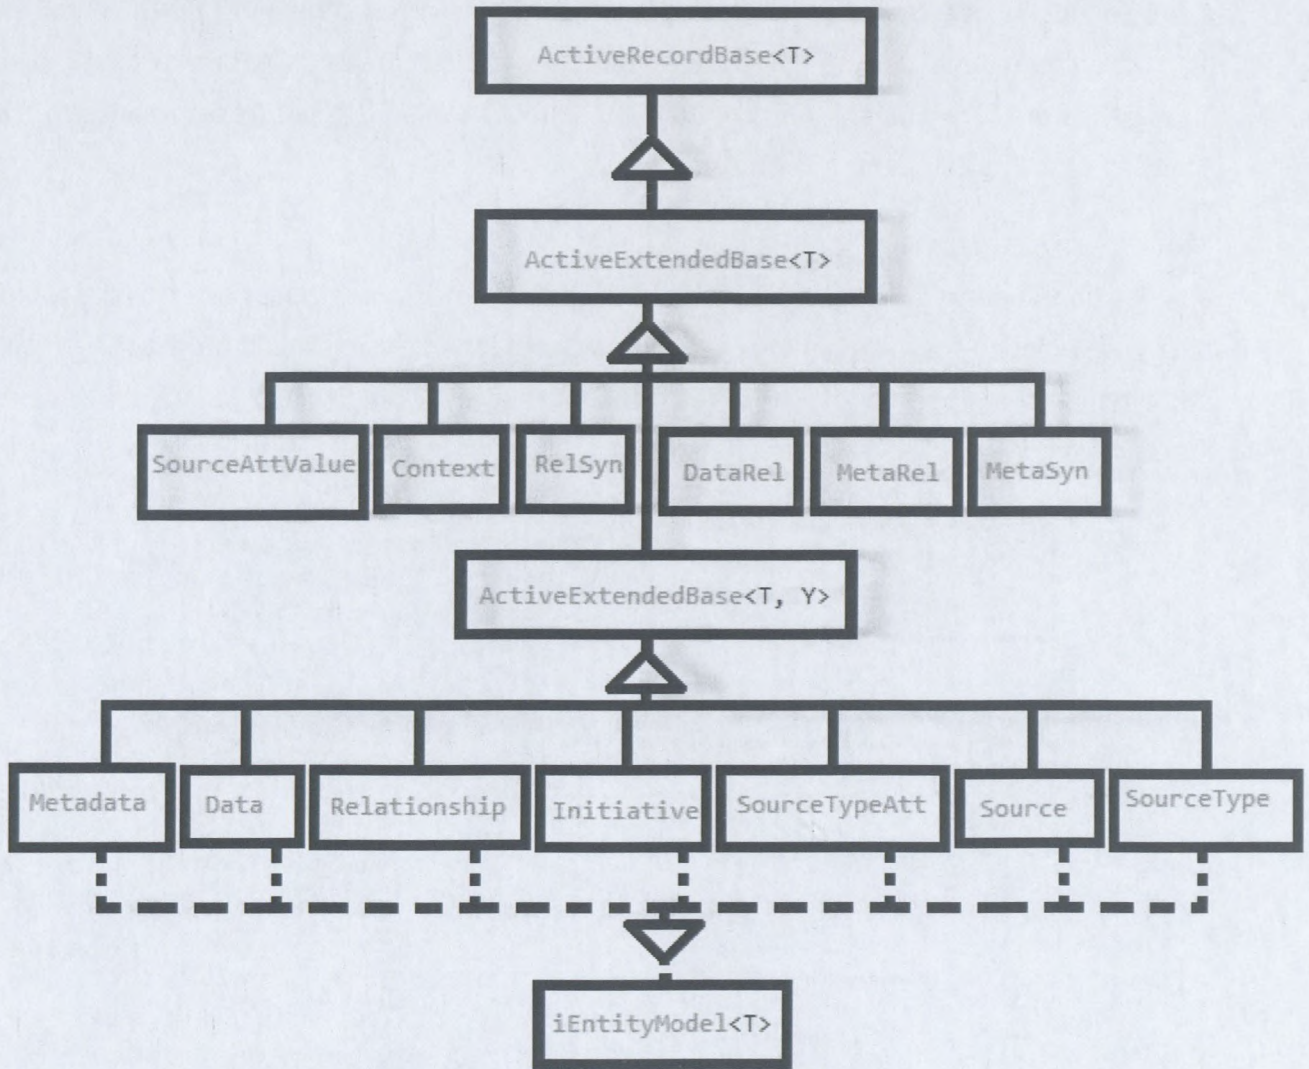 ActiveRecordBase<T>
ActiveExtendedBase<T>
SourceAttValue
Context
RelSyn
DataRel
MetaRel
MetaSyn
ActiveExtendedBase<T, Y>
Metadata
Data
Relationship
Initiative
SourceTypeAtt
Source
SourceType
iEntityModel<T>